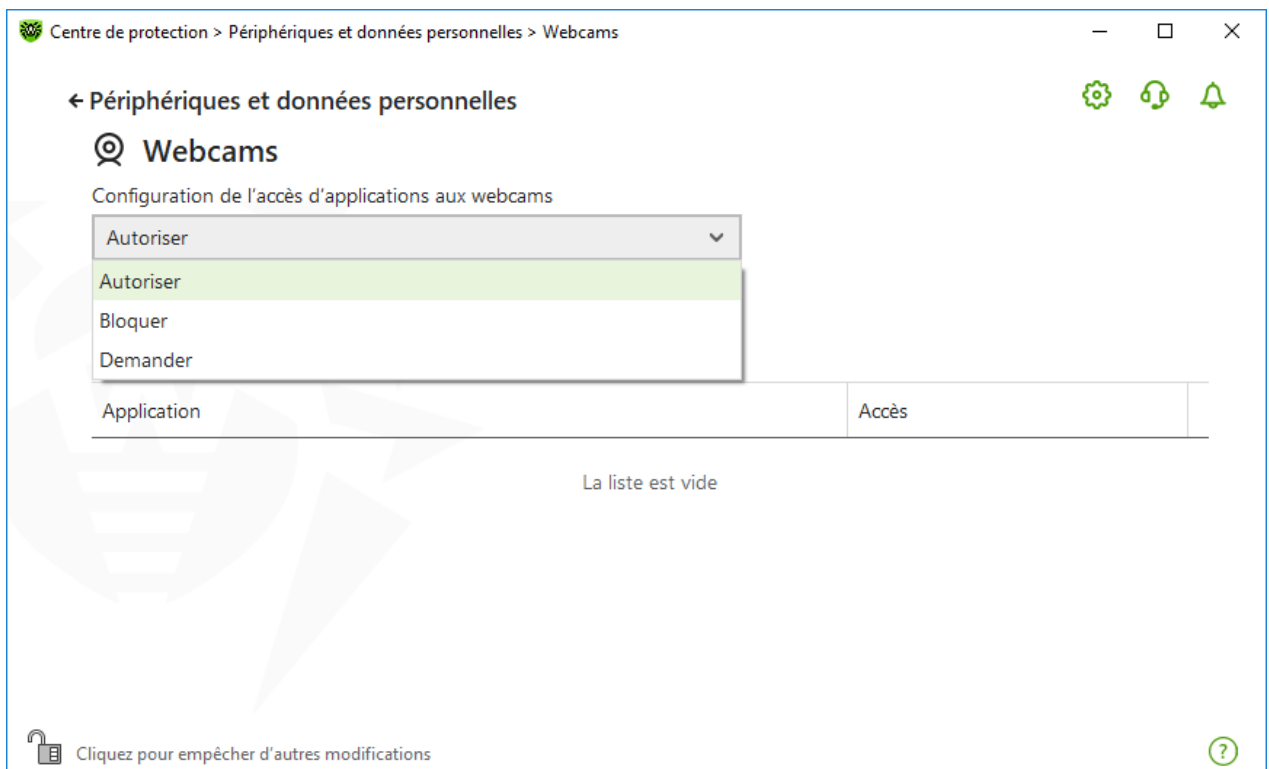 Centre de protection > Périphériques et données personnelles > Webcams
Périphériques et données personnelles
Webcams
Configuration de l'accès d'applications aux webcams
Autoriser
Autoriser
Bloquer
Demander
Application Accès
La liste est vide
Cliquez pour empêcher d'autres modifications
?